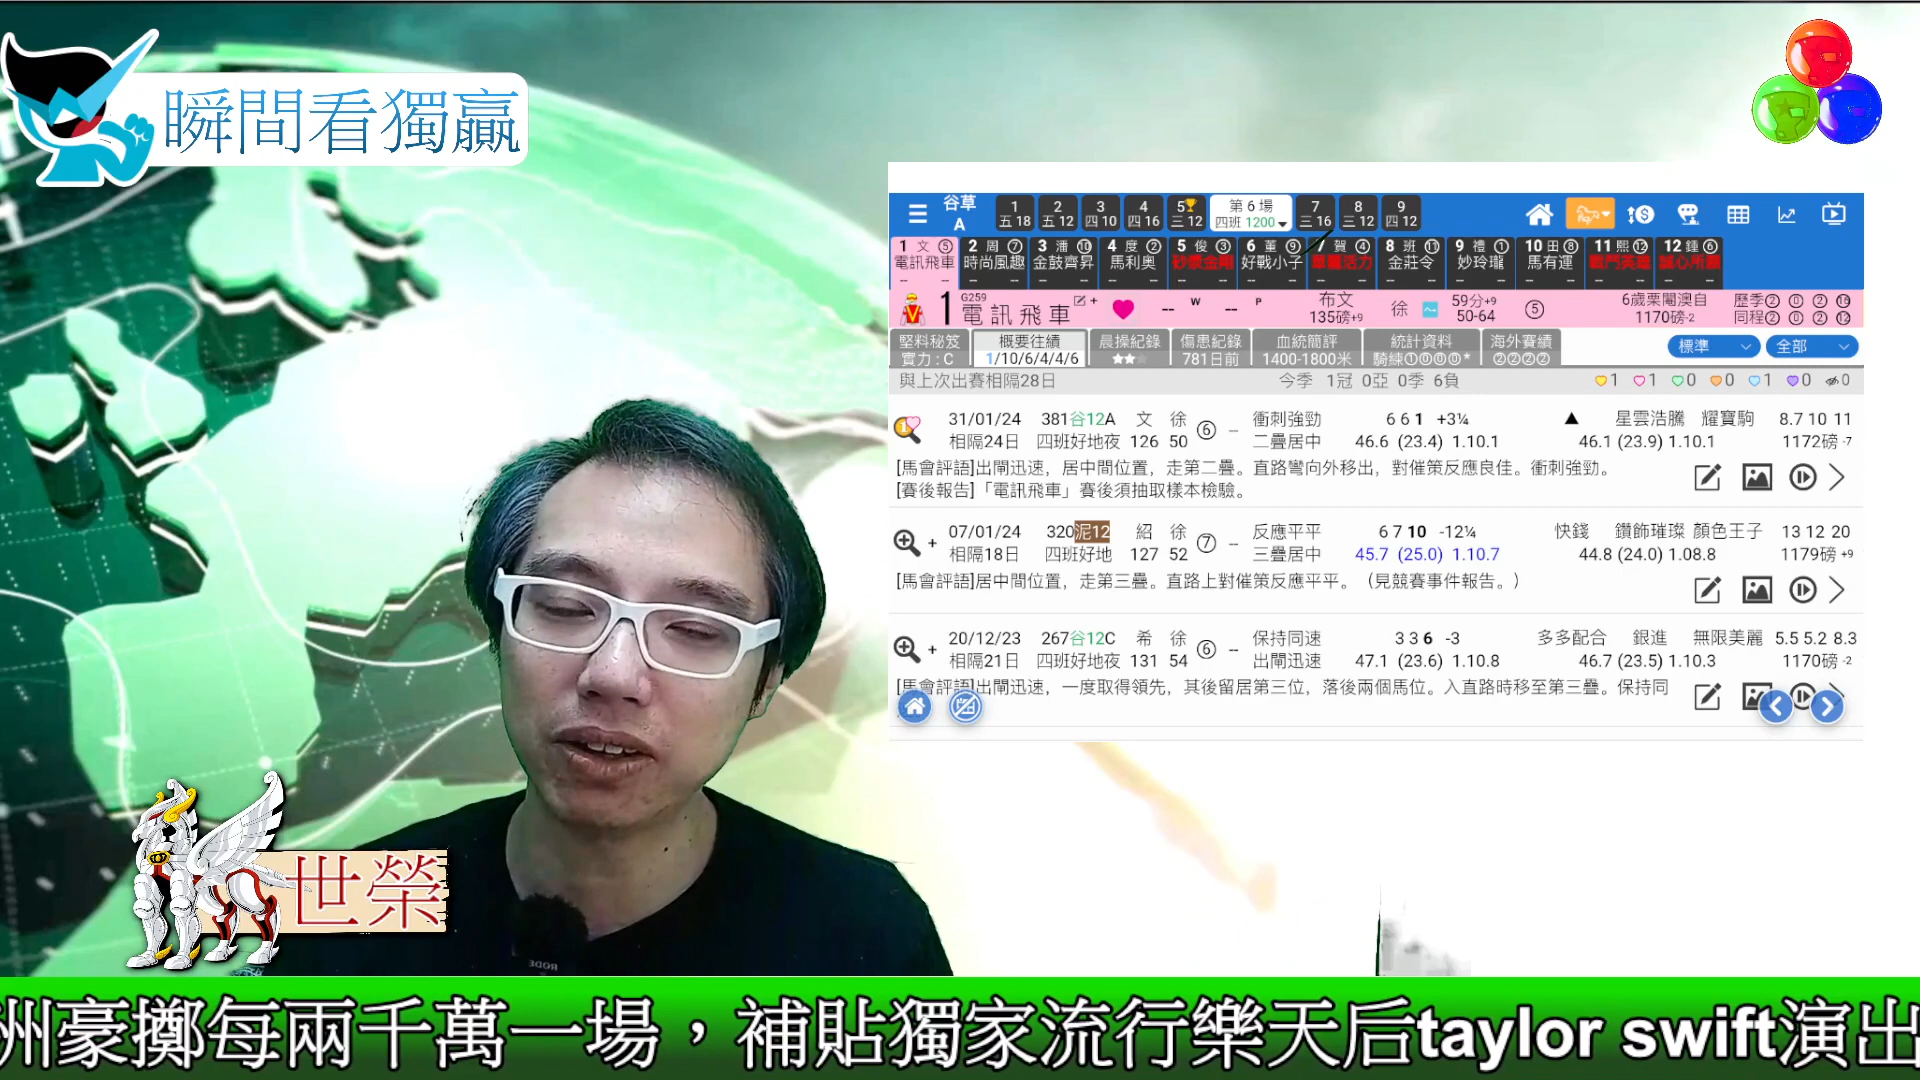 瞬間看獨贏
谷草 A
1 五 18
2 五 12
3 四 10
4 四 16
5 三 12
第 6 場 四班 1200
7 三 16
8 三 12
9 四 12
1 文 ⑤ 電訊飛車 -- --
2 周 ⑦ 時尚風趣 -- --
3 潘 ⑩ 金鼓齊昇 -- --
4 度 ② 馬利奧 -- --
5 俊 ③ -- --
6 董 ⑨ 好戰小子 -- --
7 賀 ④ -- --
8 班 ⑪ 金莊令 -- --
9 禮 ① 妙玲瓏 -- --
10 田 ⑧ 馬有運 -- --
11 熙 ⑫ -- --
12 鍾 ⑥ 誠心所願 -- --
1 G259 電訊飛車 + -- W -- P 布文 徐 59分+9 ⑤ 6歲栗閹澳自 歷季② ⓪ ② ⑯
135磅+9 50-64 1170磅-2 同程② ⓪ ② ⑫
堅料秘笈 概要往績 晨操紀錄 傷患紀錄 血統簡評 統計資料 海外賽績 標準 全部
實力 : C 1/10/6/4/4/6 ★★★ 781日前 1400-1800米 騎練①⓪⓪⓪* ②②②②
與上次出賽相隔28日 今季 1冠 0亞 0季 6負 1 1 0 0 1 0 0
31/01/24 381谷12A 文 徐 ⑥ -- 衝刺強勁 6 6 1 +3¼ ▲ 星雲浩騰 耀寶駒 8.7 10 11
相隔24日 四班好地夜 126 50 二疊居中 46.6 (23.4) 1.10.1 46.1 (23.9) 1.10.1 1172磅 -7
[馬會評語]出閘迅速，居中間位置，走第二疊。直路彎向外移出，對催策反應良佳。衝刺強勁。
[賽後報告]「電訊飛車」賽後須抽取樣本檢驗。
07/01/24 320泥12 紹 徐 ⑦ -- 反應平平 6 7 10 -12¼ 快錢 鑽飾璀璨 顏色王子 13 12 20
+ 相隔18日 四班好地 127 52 三疊居中 45.7 (25.0) 1.10.7 44.8 (24.0) 1.08.8 1179磅 +9
[馬會評語]居中間位置，走第三疊。直路上對催策反應平平。（見競賽事件報告。）
20/12/23 267谷12C 希 徐 ⑥ -- 保持同速 3 3 6 -3 多多配合 銀進 無限美麗 5.5 5.2 8.3
+ 相隔21日 四班好地夜 131 54 出閘迅速 47.1 (23.6) 1.10.8 46.7 (23.5) 1.10.3 1170磅 -2
[馬會評語]出閘迅速，一度取得領先，其後留居第三位，落後兩個馬位。入直路時移至第三疊。保持同
世榮
RODE
洲豪擲每兩千萬一場，補貼獨家流行樂天后taylor swift演出